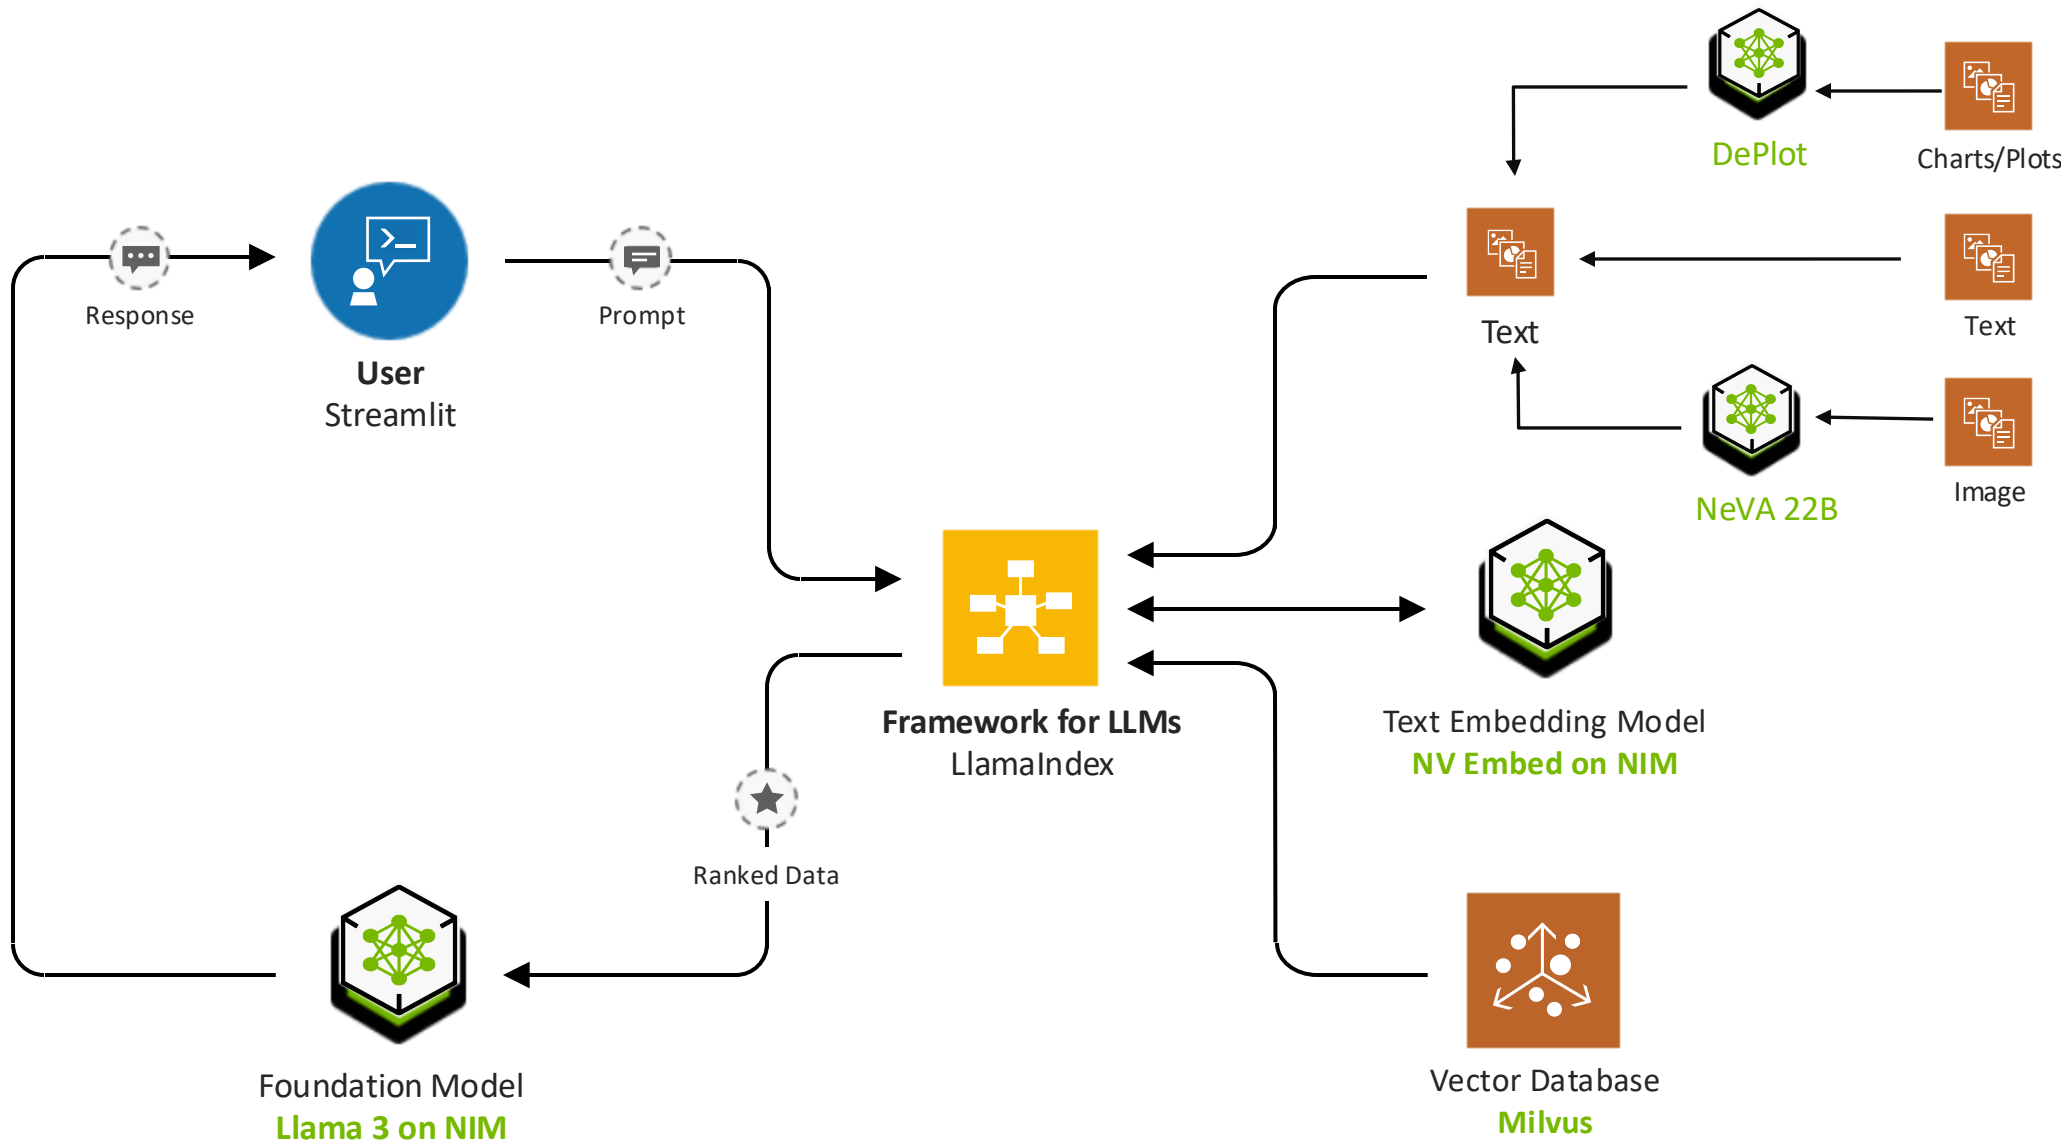 DePlot
Charts/Plots
Response
Prompt
Text
Text
User
Streamlit
Image
NeVA 22B
Framework for LLMs
LlamaIndex
Text Embedding Model
NV Embed on NIM
Ranked Data
Foundation Model
Llama 3 on NIM
Vector Database
Milvus